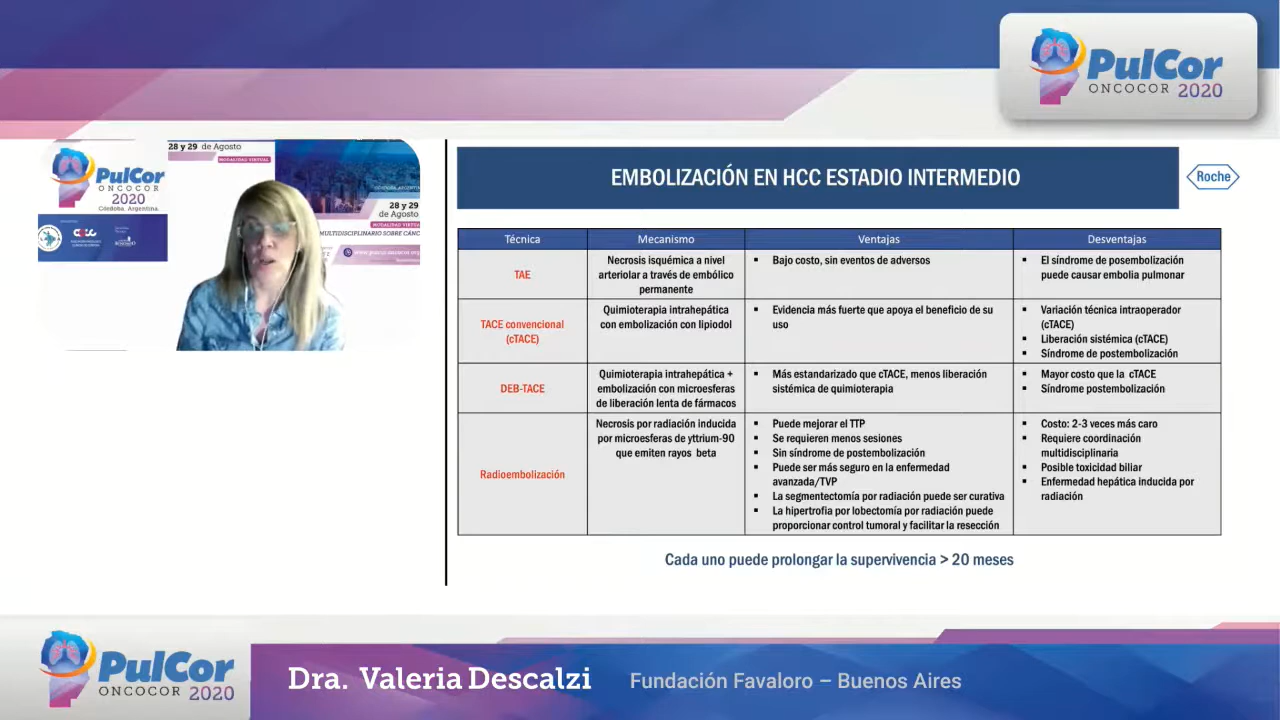 PulCor
ONCOCOR 2020
28 y 29 de Agosto
MODALIDAD VIRTUAL
PulCor
ONCOCOR
2020
Córdoba, Argentina.
28 y 29
de Agosto
MODALIDAD VIRTUAL
MULTIDISCIPLINARIO SOBRE CÁNC
EMBOLIZACIÓN EN HCC ESTADIO INTERMEDIO
Roche
Técnica
Mecanismo
Ventajas
Desventajas
TAE
Necrosis isquémica a nivel
arteriolar a través de embólico
permanente
▪ Bajo costo, sin eventos de adversos
▪ El síndrome de posembolización
puede causar embolia pulmonar
TACE convencional
(cTACE)
Quimioterapia intrahepática
con embolización con lipiodol
▪ Evidencia más fuerte que apoya el beneficio de su
uso
▪ Variación técnica intraoperador
(cTACE)
▪ Liberación sistémica (cTACE)
▪ Síndrome de postembolización
DEB-TACE
Quimioterapia intrahepática +
embolización con microesferas
de liberación lenta de fármacos
▪ Más estandarizado que cTACE, menos liberación
sistémica de quimioterapia
▪ Mayor costo que la cTACE
▪ Síndrome postembolización
Radioembolización
Necrosis por radiación inducida
por microesferas de yttrium-90
que emiten rayos beta
▪ Puede mejorar el TTP
▪ Se requieren menos sesiones
▪ Sin síndrome de postembolización
▪ Puede ser más seguro en la enfermedad
avanzada/TVP
▪ La segmentectomía por radiación puede ser curativa
▪ La hipertrofia por lobectomía por radiación puede
proporcionar control tumoral y facilitar la resección
▪ Costo: 2-3 veces más caro
▪ Requiere coordinación
multidisciplinaria
▪ Posible toxicidad biliar
▪ Enfermedad hepática inducida por
radiación
Cada uno puede prolongar la supervivencia > 20 meses
PulCor
ONCOCOR 2020
Dra. Valeria Descalzi
Fundación Favaloro – Buenos Aires